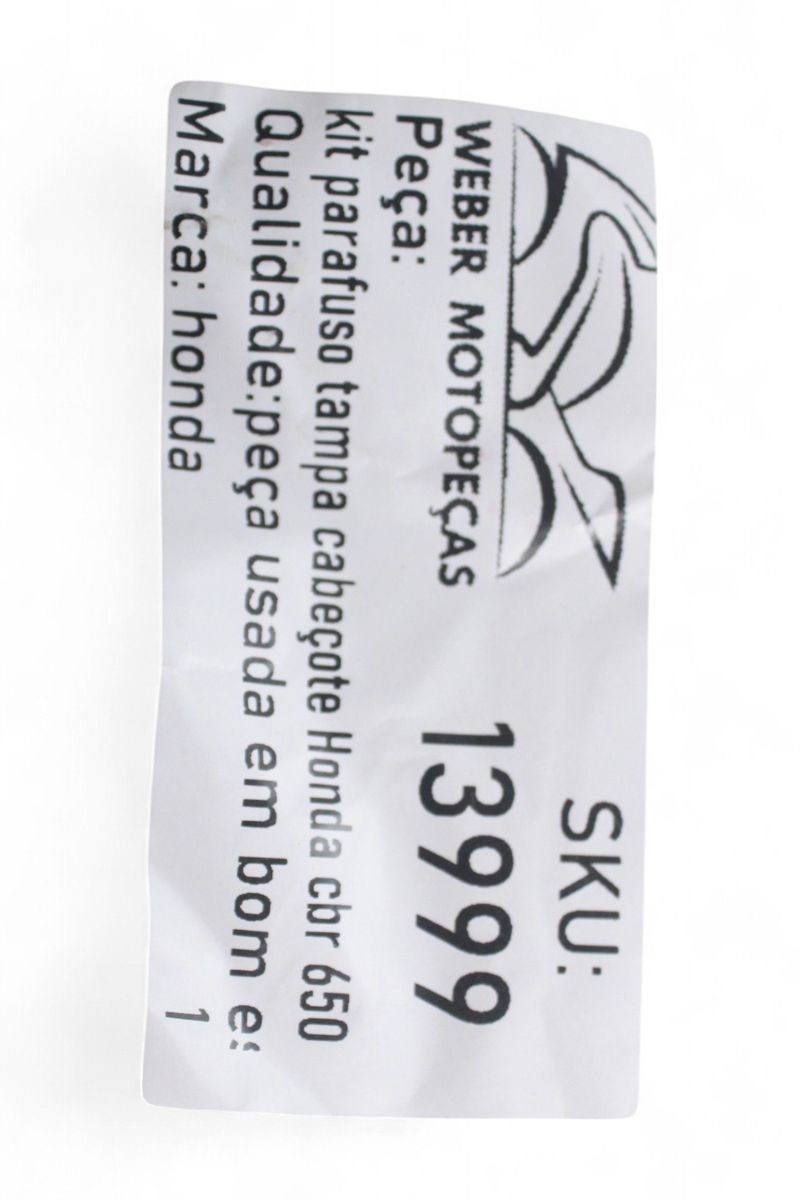 WEBER MOTOPEÇAS
SKU:
13999
Peça:
kit parafuso tampa cabeçote Honda cbr 650
Qualidade:peça usada em bom e
Marca: honda
1